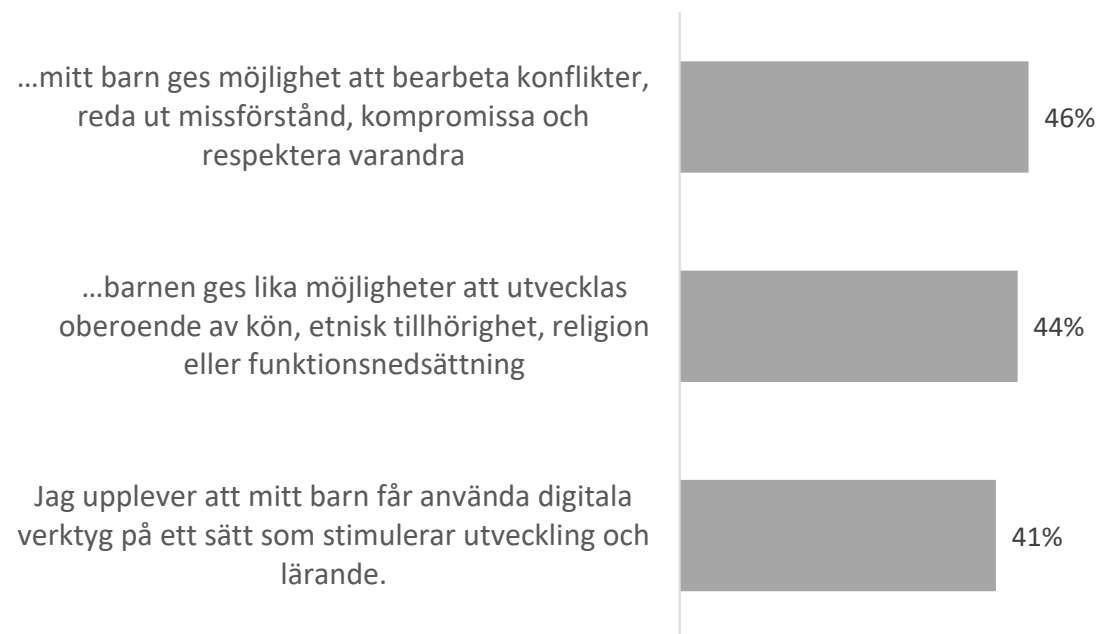 …mitt barn ges möjlighet att bearbeta konflikter,
reda ut missförstånd, kompromissa och
respektera varandra
46%
…barnen ges lika möjligheter att utvecklas
oberoende av kön, etnisk tillhörighet, religion
eller funktionsnedsättning
44%
Jag upplever att mitt barn får använda digitala
verktyg på ett sätt som stimulerar utveckling och
lärande.
41%